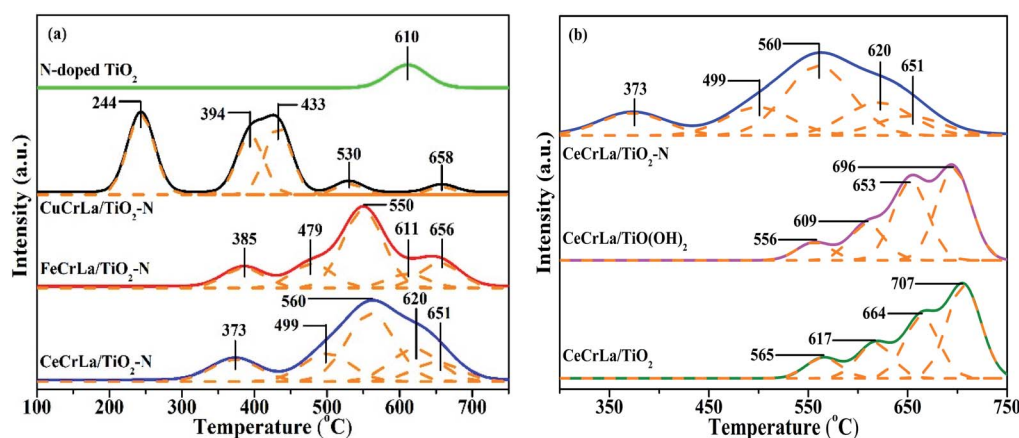 (a)
610
N-doped TiO₂
244
394
433
530
658
CuCrLa/TiO₂-N
550
385
479
611
656
FeCrLa/TiO₂-N
560
620
373
499
651
CeCrLa/TiO₂-N
100 200 300 400 500 600 700
Temperature (°C)
Intensity (a.u.)
(b)
560
620
499
651
373
CeCrLa/TiO₂-N
696
653
609
556
CeCrLa/TiO(OH)₂
707
664
617
565
CeCrLa/TiO₂
350 450 550 650 750
Temperature (°C)
Intensity (a.u.)